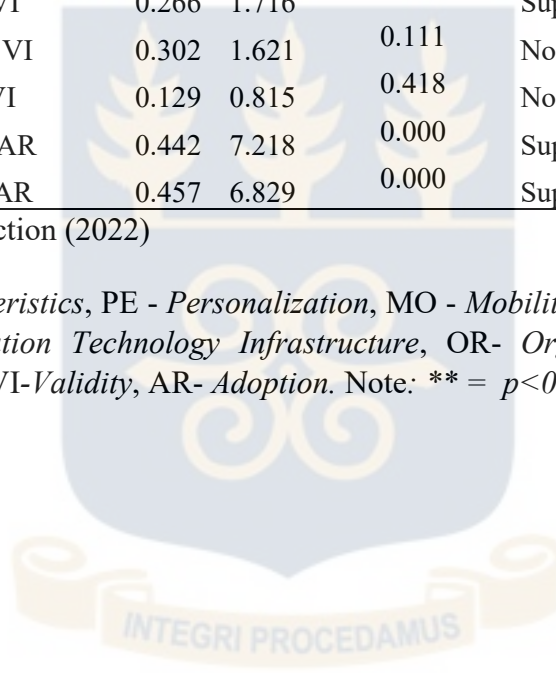 VI 0.266 1.716 Sup
VI 0.302 1.621 0.111 No
VI 0.129 0.815 0.418 No
AR 0.442 7.218 0.000 Sup
AR 0.457 6.829 0.000 Sup
ction (2022)
eristics, PE - Personalization, MO - Mobilit
ation Technology Infrastructure, OR- Org
VI-Validity, AR- Adoption. Note: ** = p<0
INTEGRI PROCEDAMUS